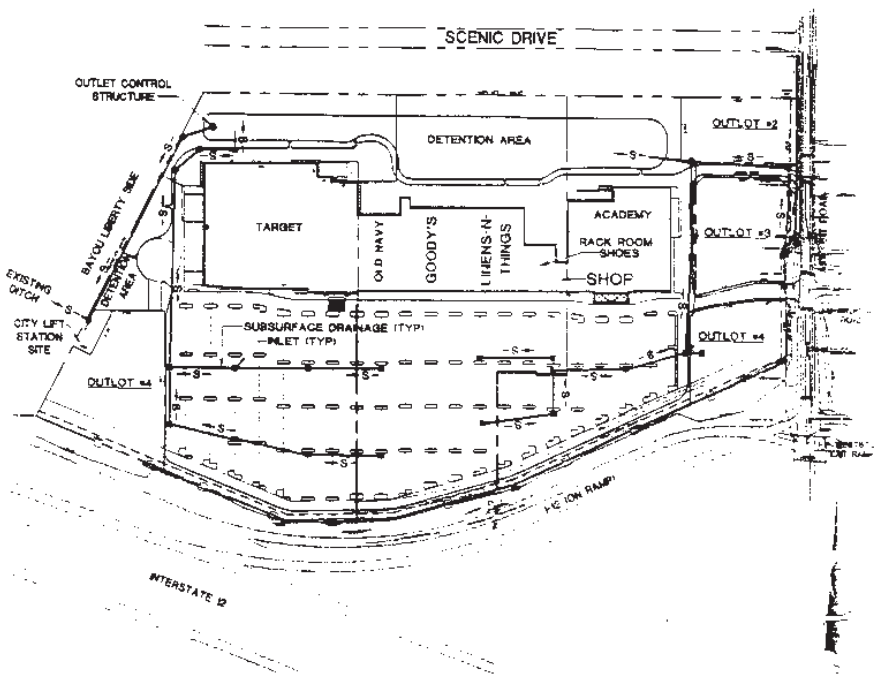 SCENIC DRIVE
OUTLET CONTROL
STRUCTURE
DETENTION AREA
OUTLOT #2
BAYOU LIBERTY SIDE
DETENTION
AREA
TARGET
OLD NAVY
GOODY'S
LINENS-N-
THINGS
ACADEMY
RACK ROOM
SHOES
SHOP
OUTLOT #3
EXISTING
DITCH
CITY LIFT
STATION
SITE
SUBSURFACE DRAINAGE (TYP)
INLET (TYP)
OUTLOT #4
OUTLOT #4
INTERSTATE 12